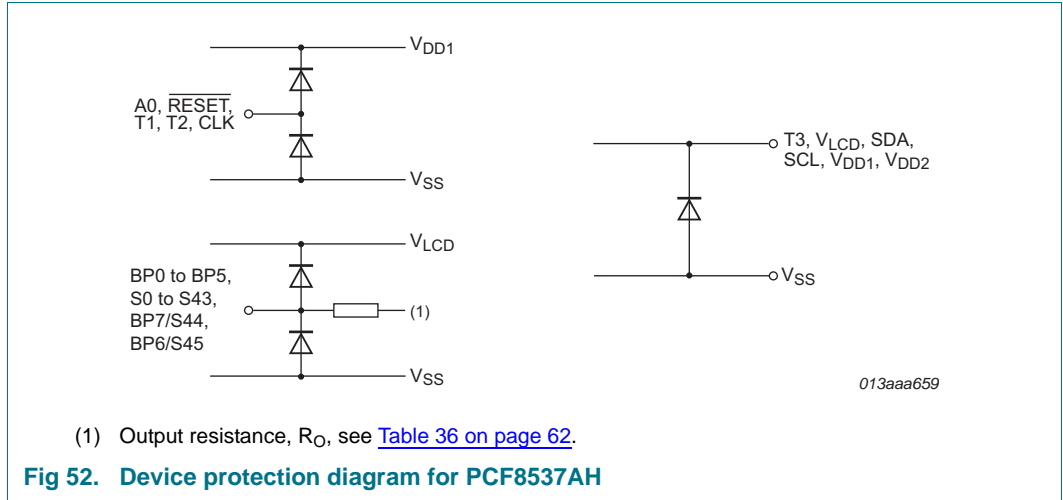 VDD1
A0, RESET,
T1, T2, CLK
VSS
VLCD
BP0 to BP5,
S0 to S43,
BP7/S44,
BP6/S45
(1)
VSS
T3, VLCD, SDA,
SCL, VDD1, VDD2
VSS
013aaa659
(1) Output resistance, RO, see Table 36 on page 62.
Fig 52. Device protection diagram for PCF8537AH